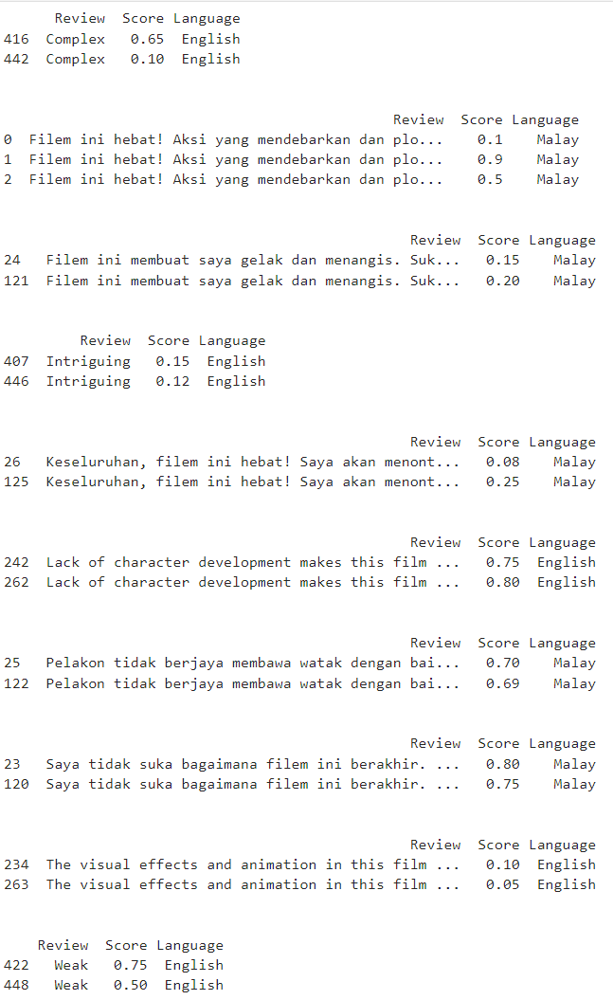 Review Score Language
416 Complex 0.65 English
442 Complex 0.10 English
Review Score Language
0 Filem ini hebat! Aksi yang mendebarkan dan plo... 0.1 Malay
1 Filem ini hebat! Aksi yang mendebarkan dan plo... 0.9 Malay
2 Filem ini hebat! Aksi yang mendebarkan dan plo... 0.5 Malay
Review Score Language
24 Filem ini membuat saya gelak dan menangis. Suk... 0.15 Malay
121 Filem ini membuat saya gelak dan menangis. Suk... 0.20 Malay
Review Score Language
407 Intriguing 0.15 English
446 Intriguing 0.12 English
Review Score Language
26 Keseluruhan, filem ini hebat! Saya akan menont... 0.08 Malay
125 Keseluruhan, filem ini hebat! Saya akan menont... 0.25 Malay
Review Score Language
242 Lack of character development makes this film ... 0.75 English
262 Lack of character development makes this film ... 0.80 English
Review Score Language
25 Pelakon tidak berjaya membawa watak dengan bai... 0.70 Malay
122 Pelakon tidak berjaya membawa watak dengan bai... 0.69 Malay
Review Score Language
23 Saya tidak suka bagaimana filem ini berakhir. ... 0.80 Malay
120 Saya tidak suka bagaimana filem ini berakhir. ... 0.75 Malay
Review Score Language
234 The visual effects and animation in this film ... 0.10 English
263 The visual effects and animation in this film ... 0.05 English
Review Score Language
422 Weak 0.75 English
448 Weak 0.50 English